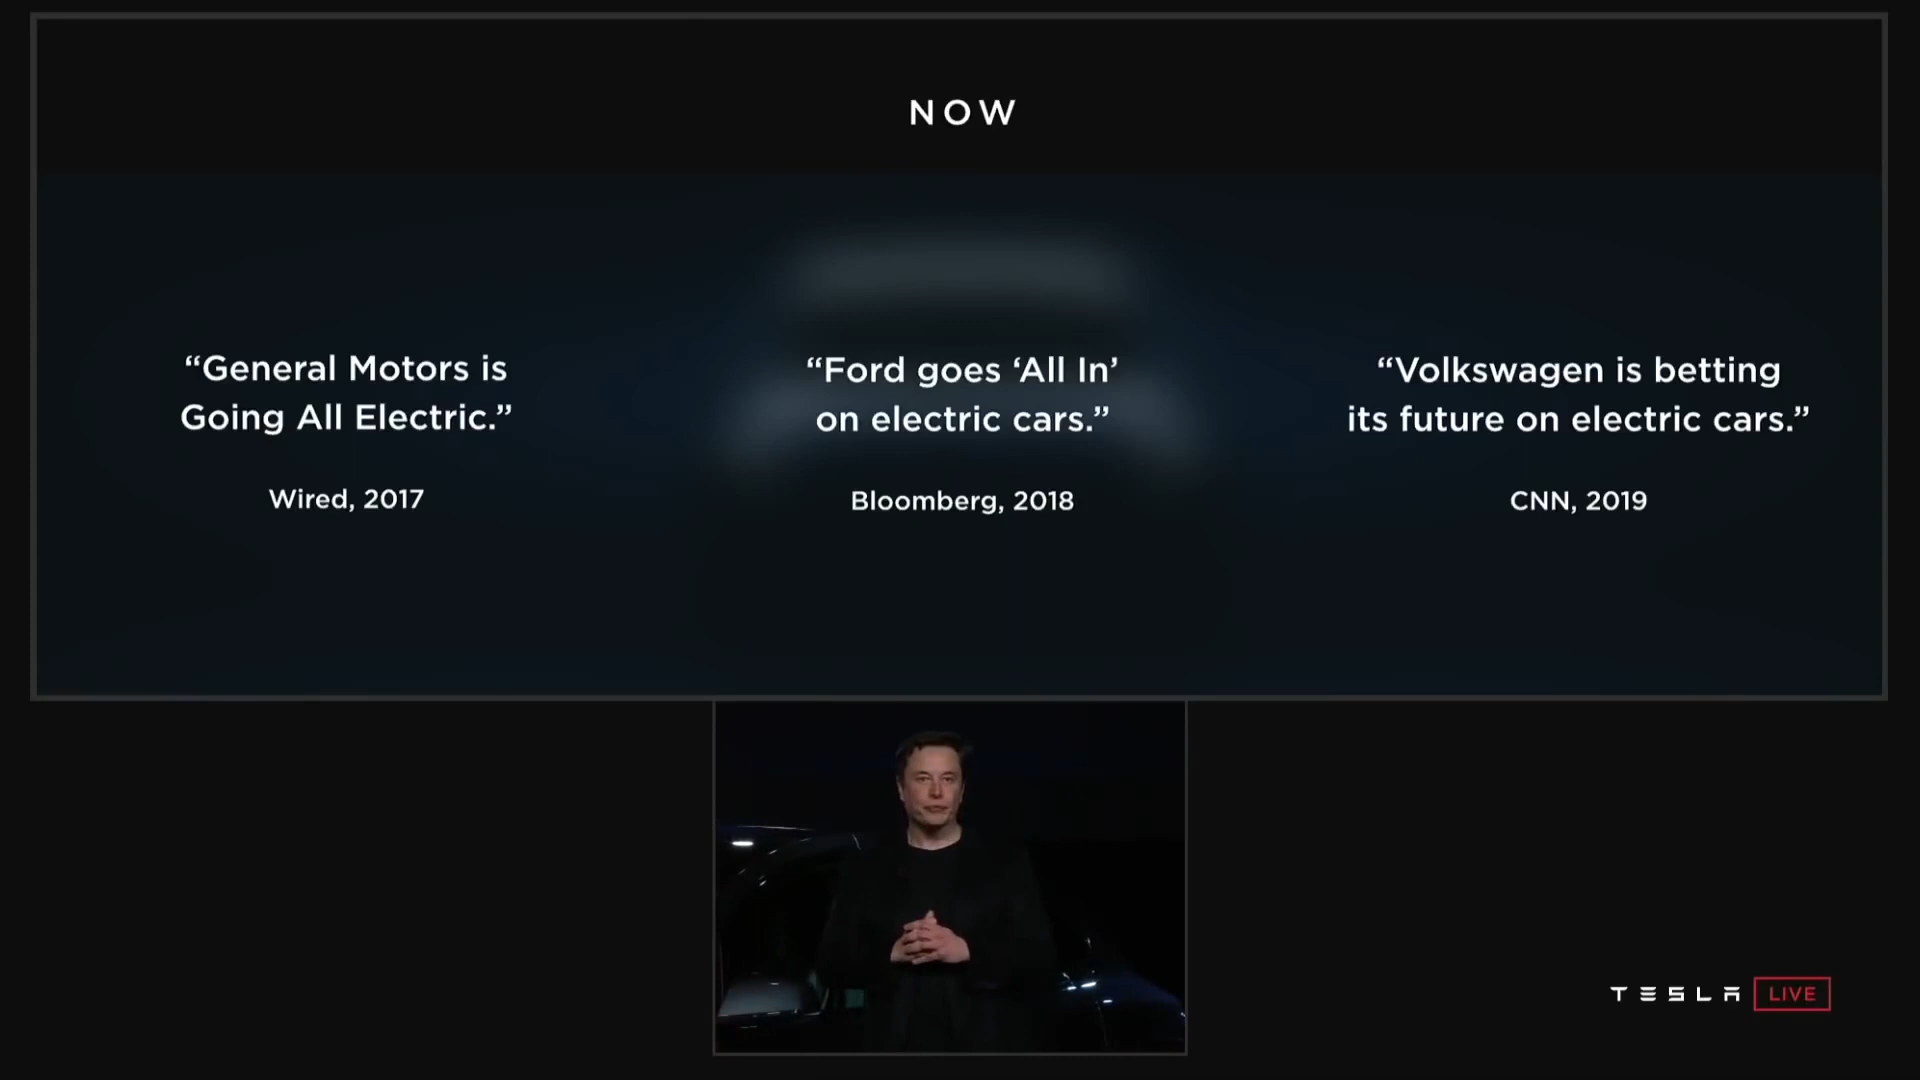 NOW
“General Motors is
Going All Electric.”
Wired, 2017
“Ford goes ‘All In’
on electric cars.”
Bloomberg, 2018
“Volkswagen is betting
its future on electric cars.”
CNN, 2019
TESLA LIVE